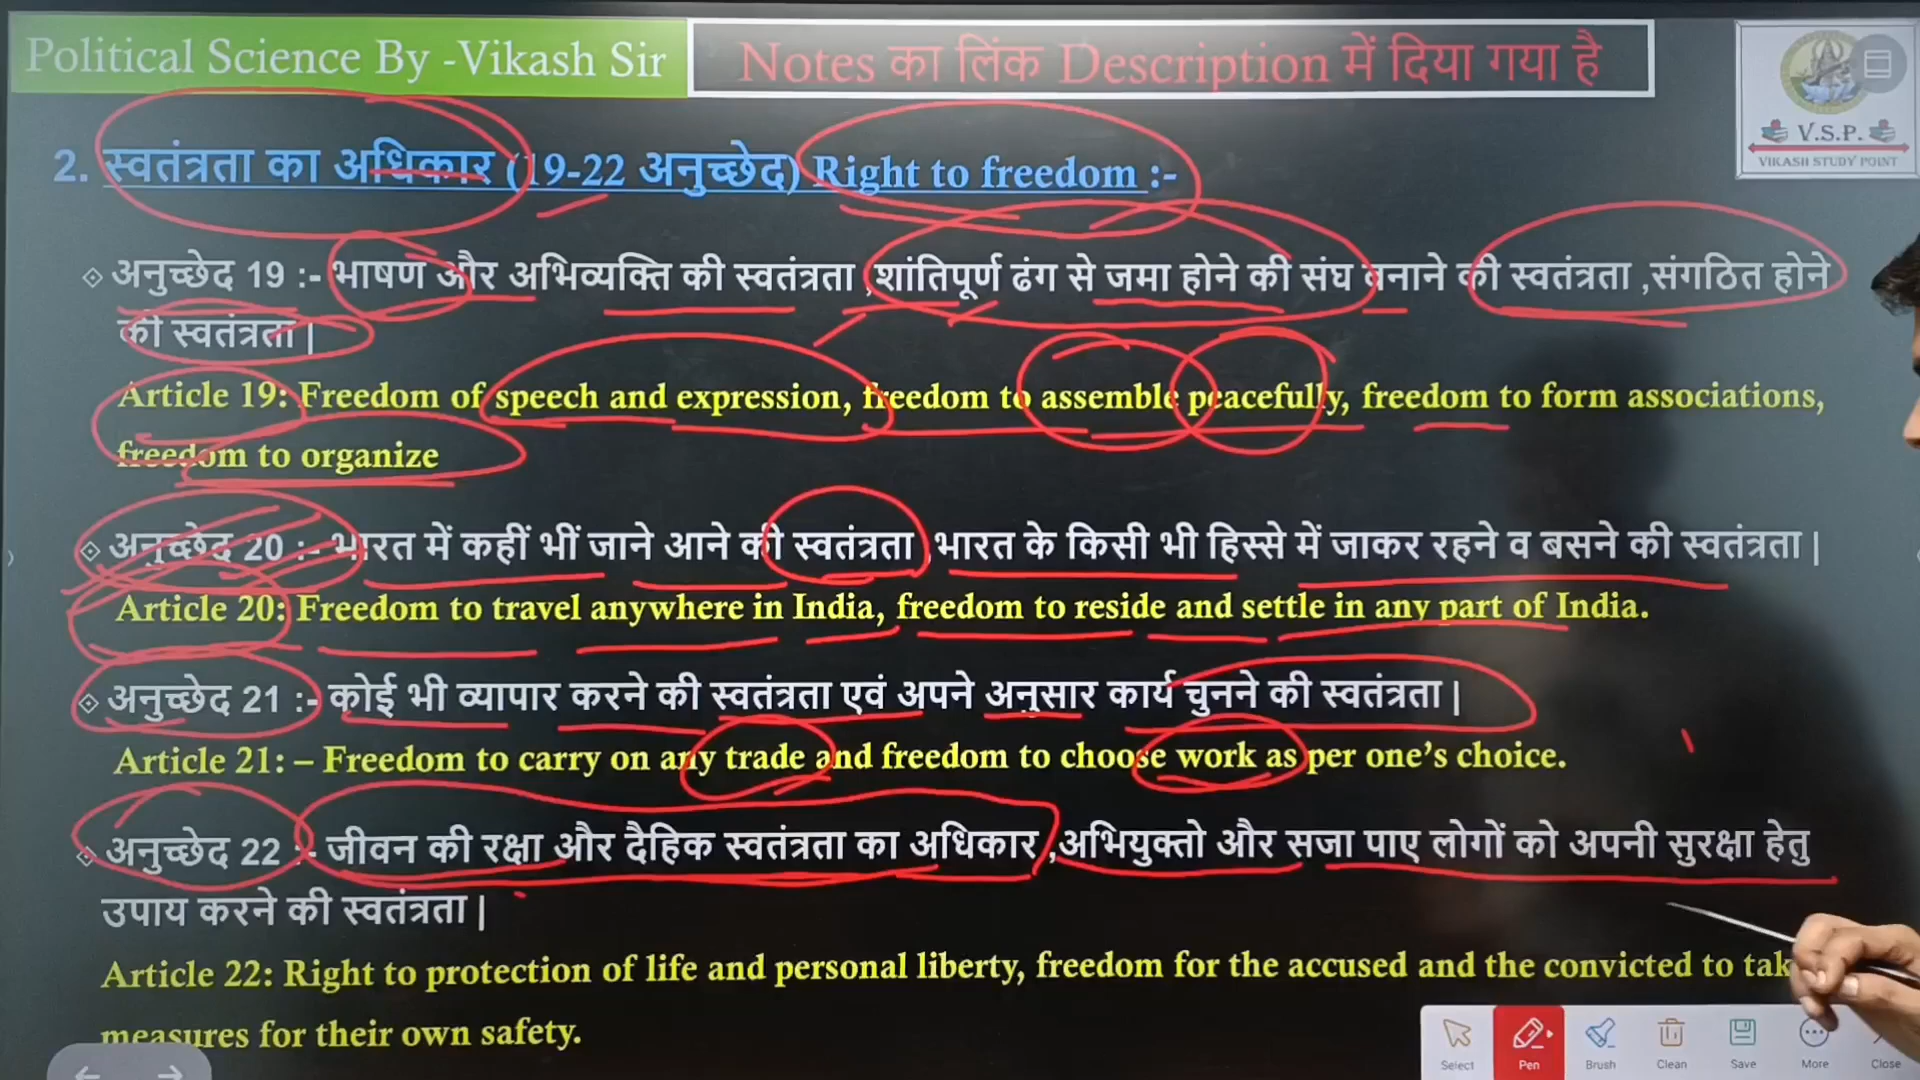 Political Science By -Vikash Sir
Notes का लिंक Description में दिया गया है
V.S.P.
VIKASH STUDY POINT
2. स्वतंत्रता का अधिकार (19-22 अनुच्छेद) Right to freedom :-
अनुच्छेद 19 :- भाषण और अभिव्यक्ति की स्वतंत्रता ,शांतिपूर्ण ढंग से जमा होने की संघ बनाने की स्वतंत्रता ,संगठित होने
की स्वतंत्रता |
Article 19: Freedom of speech and expression, freedom to assemble peacefully, freedom to form associations,
freedom to organize
अनुच्छेद 20 :- भारत में कहीं भीं जाने आने की स्वतंत्रता ,भारत के किसी भी हिस्से में जाकर रहने व बसने की स्वतंत्रता |
Article 20: Freedom to travel anywhere in India, freedom to reside and settle in any part of India.
अनुच्छेद 21 :- कोई भी व्यापार करने की स्वतंत्रता एवं अपने अनुसार कार्य चुनने की स्वतंत्रता |
Article 21: – Freedom to carry on any trade and freedom to choose work as per one’s choice.
अनुच्छेद 22 :- जीवन की रक्षा और दैहिक स्वतंत्रता का अधिकार ,अभियुक्तो और सजा पाए लोगों को अपनी सुरक्षा हेतु
उपाय करने की स्वतंत्रता |
Article 22: Right to protection of life and personal liberty, freedom for the accused and the convicted to tak
measures for their own safety.
Select Pen Brush Clean Save More Close